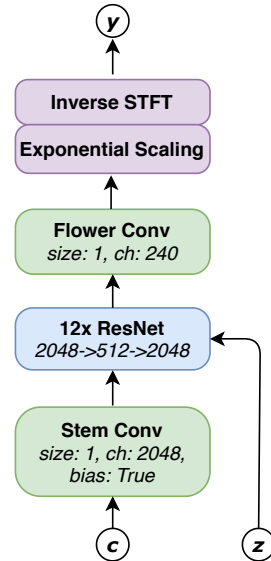 y
Inverse STFT
Exponential Scaling
Flower Conv
size: 1, ch: 240
12x ResNet
2048->512->2048
Stem Conv
size: 1, ch: 2048,
bias: True
c
z